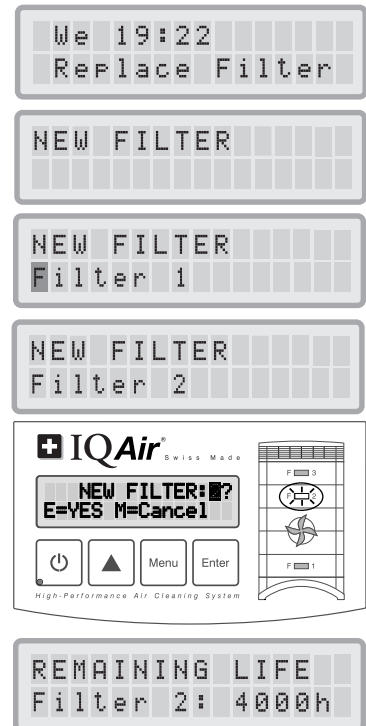 We 19:22
Replace Filter
NEW FILTER
NEW FILTER
Filter 1
NEW FILTER
Filter 2
IQAir® Swiss Made
NEW FILTER:2?
E=YES M=Cancel
Menu Enter
High-Performance Air Cleaning System
F 3
F 2
F 1
REMAINING LIFE
Filter 2: 4000h